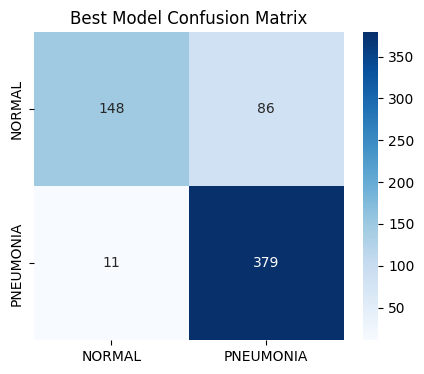 Best Model Confusion Matrix
NORMAL
148
86
PNEUMONIA
11
379
NORMAL
PNEUMONIA
350
300
250
200
150
100
50